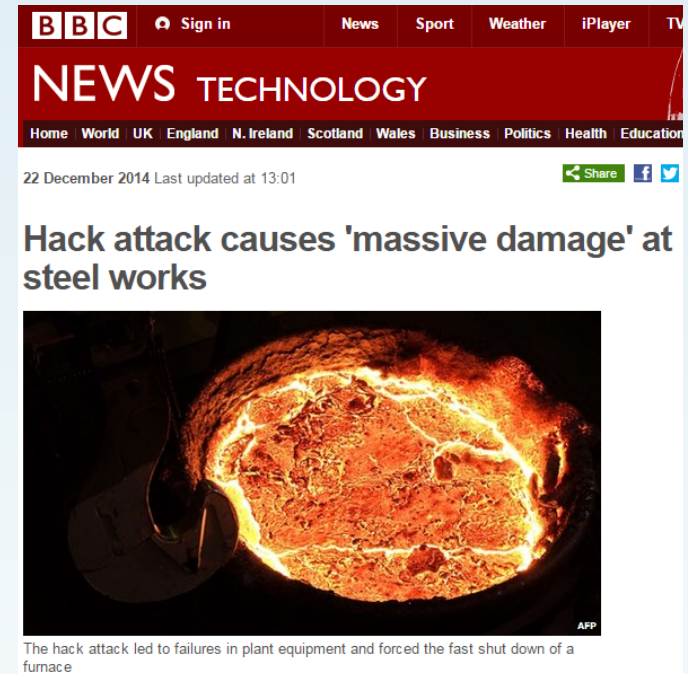 BBC Sign in News Sport Weather iPlayer TV
NEWS TECHNOLOGY
Home World UK England N. Ireland Scotland Wales Business Politics Health Education
22 December 2014 Last updated at 13:01 Share f
Hack attack causes 'massive damage' at
steel works
AFP
The hack attack led to failures in plant equipment and forced the fast shut down of a
furnace